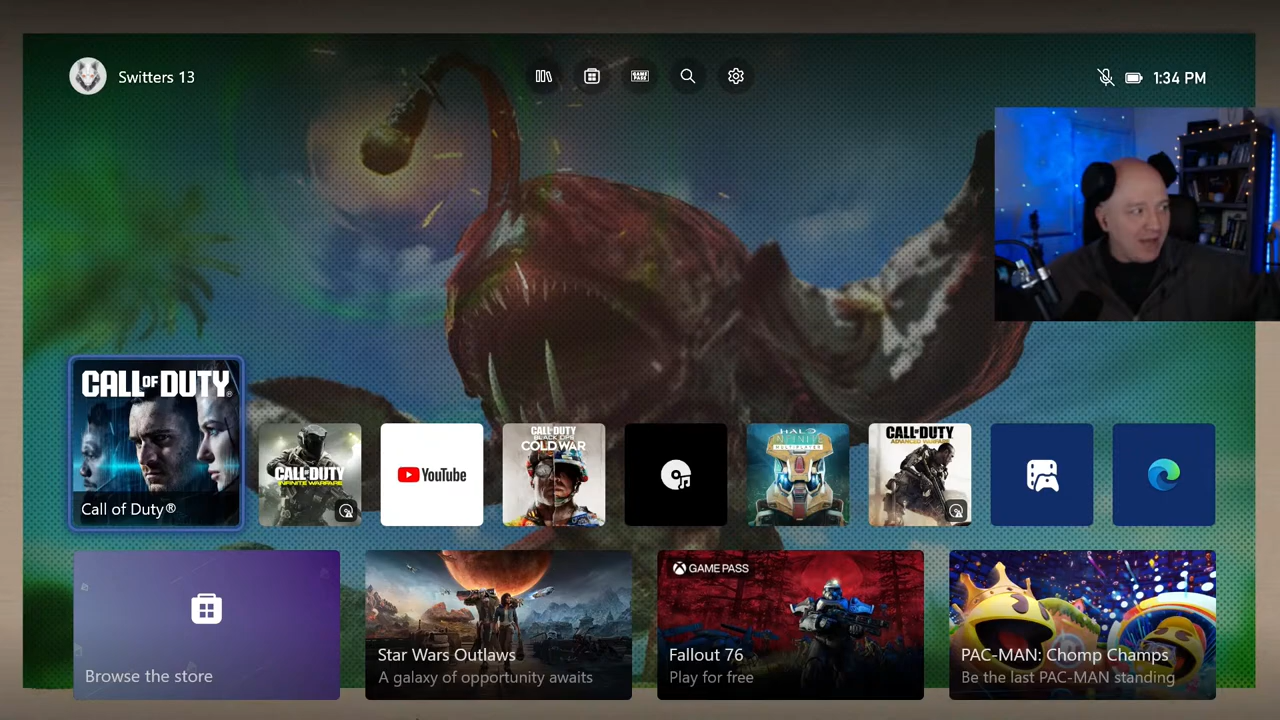 Switters 13
GAME PASS
1:34 PM
CALL OF DUTY®
Call of Duty®
CALL OF DUTY
INFINITE WARFARE
YouTube
CALL OF DUTY
BLACK OPS
COLD WAR
HALO
INFINITE
MULTIPLAYER
CALL OF DUTY
ADVANCED WARFARE
Browse the store
Star Wars Outlaws
A galaxy of opportunity awaits
GAME PASS
Fallout 76
Play for free
PAC-MAN: Chomp Champs
Be the last PAC-MAN standing